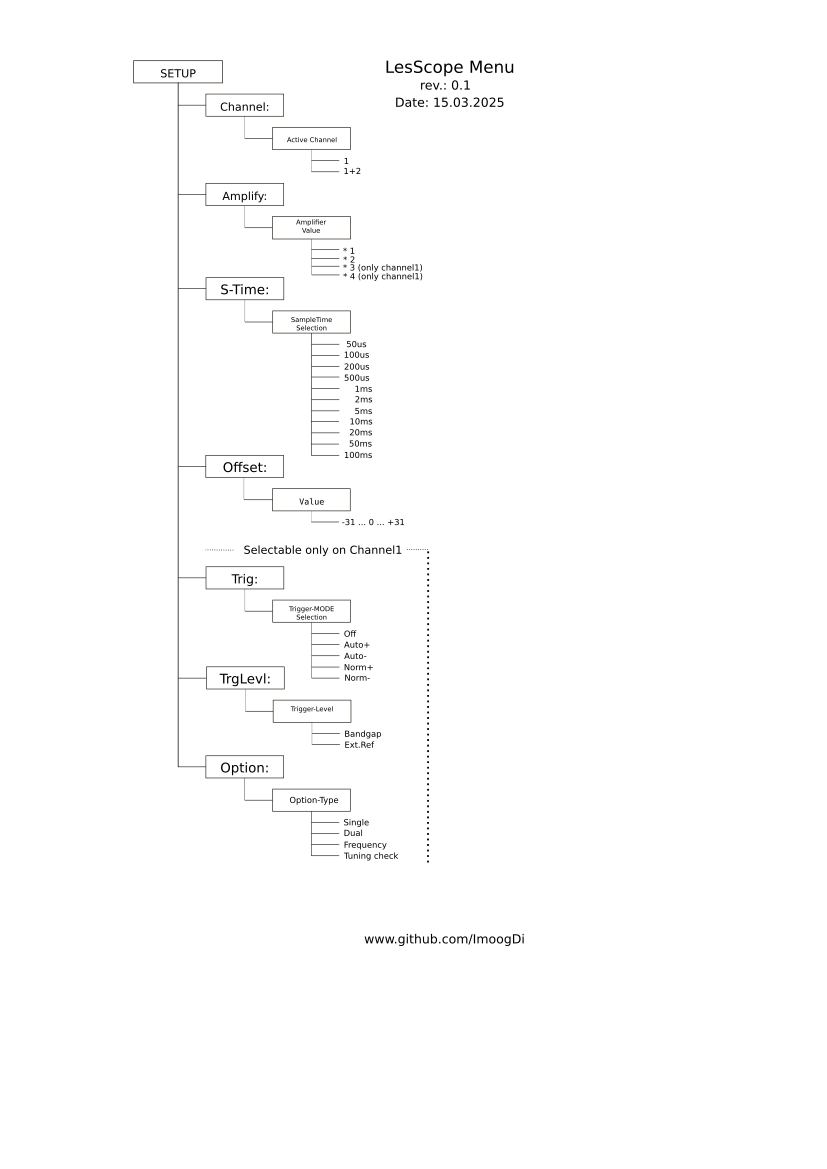 LesScope Menu
rev.: 0.1
Date: 15.03.2025
SETUP
Channel:
Active Channel
1
1+2
Amplify:
Amplifier
Value
* 1
* 2
* 3 (only channel1)
* 4 (only channel1)
S-Time:
SampleTime
Selection
50us
100us
200us
500us
1ms
2ms
5ms
10ms
20ms
50ms
100ms
Offset:
Value
-31 ... 0 ... +31
Selectable only on Channel1
Trig:
Trigger-MODE
Selection
Off
Auto+
Auto-
Norm+
Norm-
TrgLevl:
Trigger-Level
Bandgap
Ext.Ref
Option:
Option-Type
Single
Dual
Frequency
Tuning check
www.github.com/ImoogDi